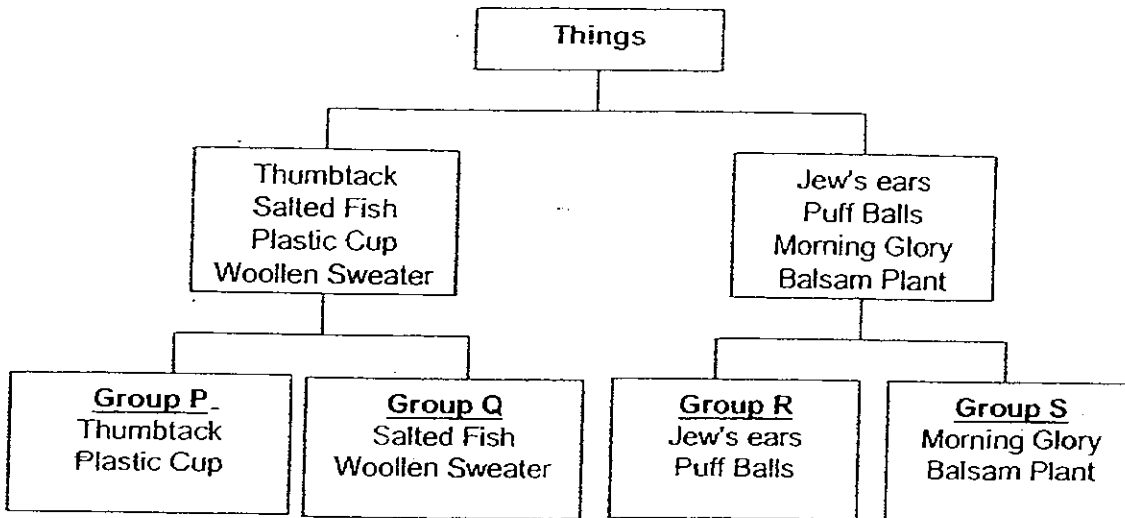 Things
Thumbtack
Salted Fish
Plastic Cup
Woollen Sweater
Jew's ears
Puff Balls
Morning Glory
Balsam Plant
Group P
Thumbtack
Plastic Cup
Group Q
Salted Fish
Woollen Sweater
Group R
Jew's ears
Puff Balls
Group S
Morning Glory
Balsam Plant